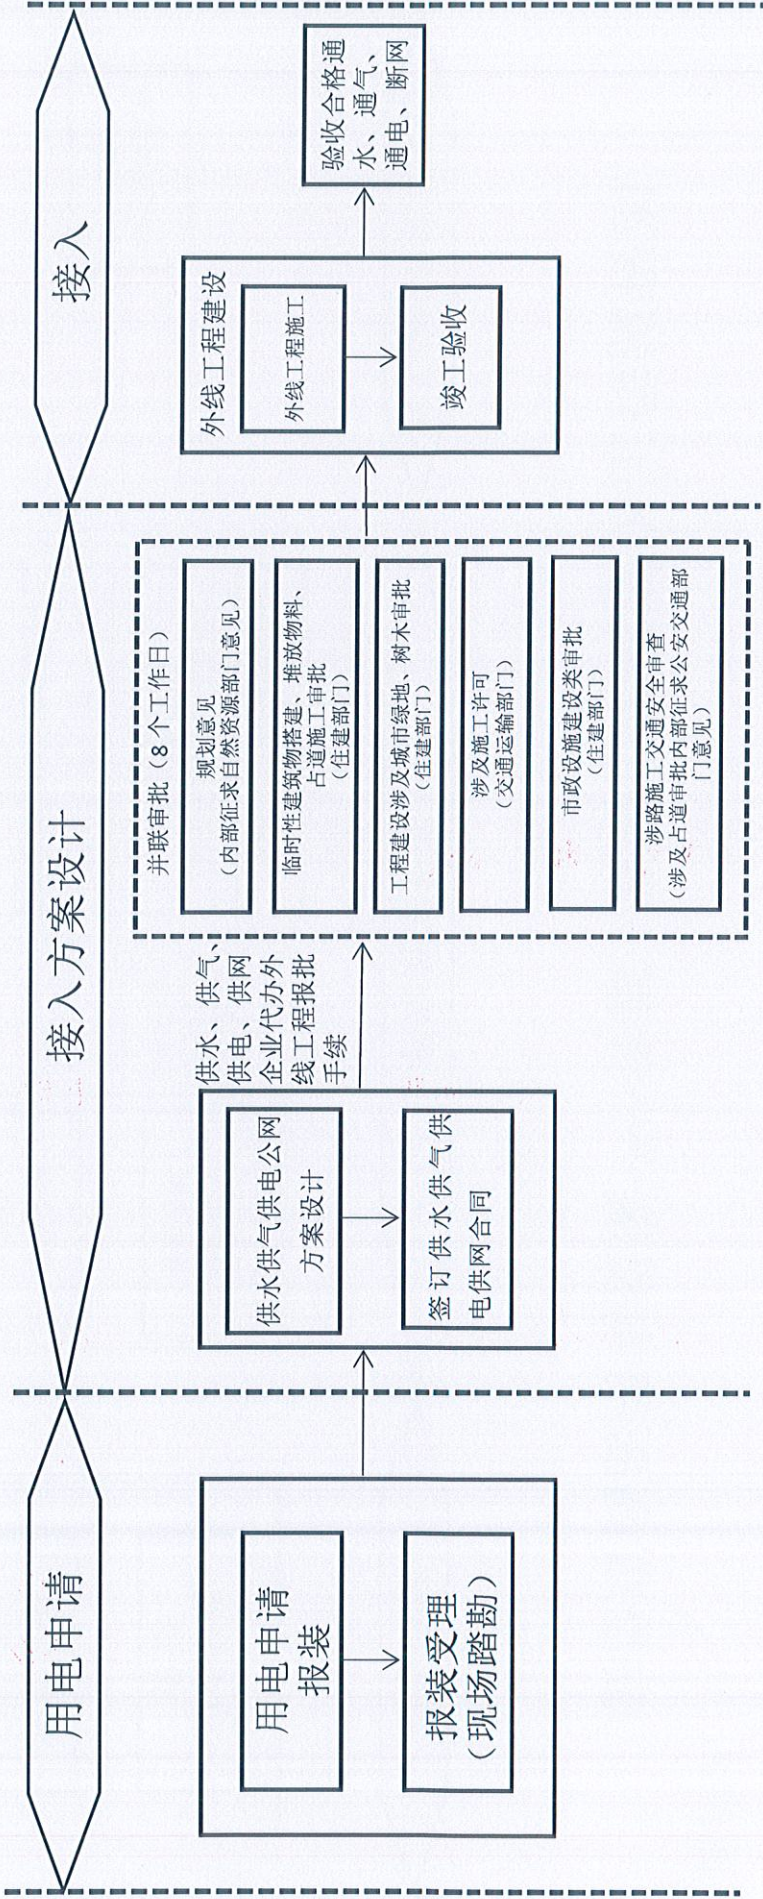 用电申请
接入方案设计
接入
用电申请
报装
报装受理
（现场踏勘）
供水供气供电公网
方案设计
签订供水供气供
电供网合同
供水、供气、
供电、供网
企业代办外
线工程报批
手续
并联审批（8个工作日）
规划意见
（内部征求自然资源部门意见）
临时性建筑物搭建、堆放物料、
占道施工审批
（住建部门）
工程建设涉及城市绿地、树木审批
（住建部门）
涉及施工许可
（交通运输部门）
市政设施建设类审批
（住建部门）
涉路施工交通安全审查
（涉及占道审批内部征求公安交通部
门意见）
外线工程建设
外线工程施工
竣工验收
验收合格通
水、通气、
通电、断网